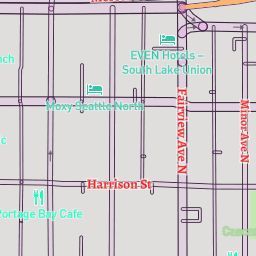 EVEN Hotels –
South Lake Union
Moxy Seattle North
Fairview Ave N
Minor Ave N
Harrison St
Portage Bay Cafe